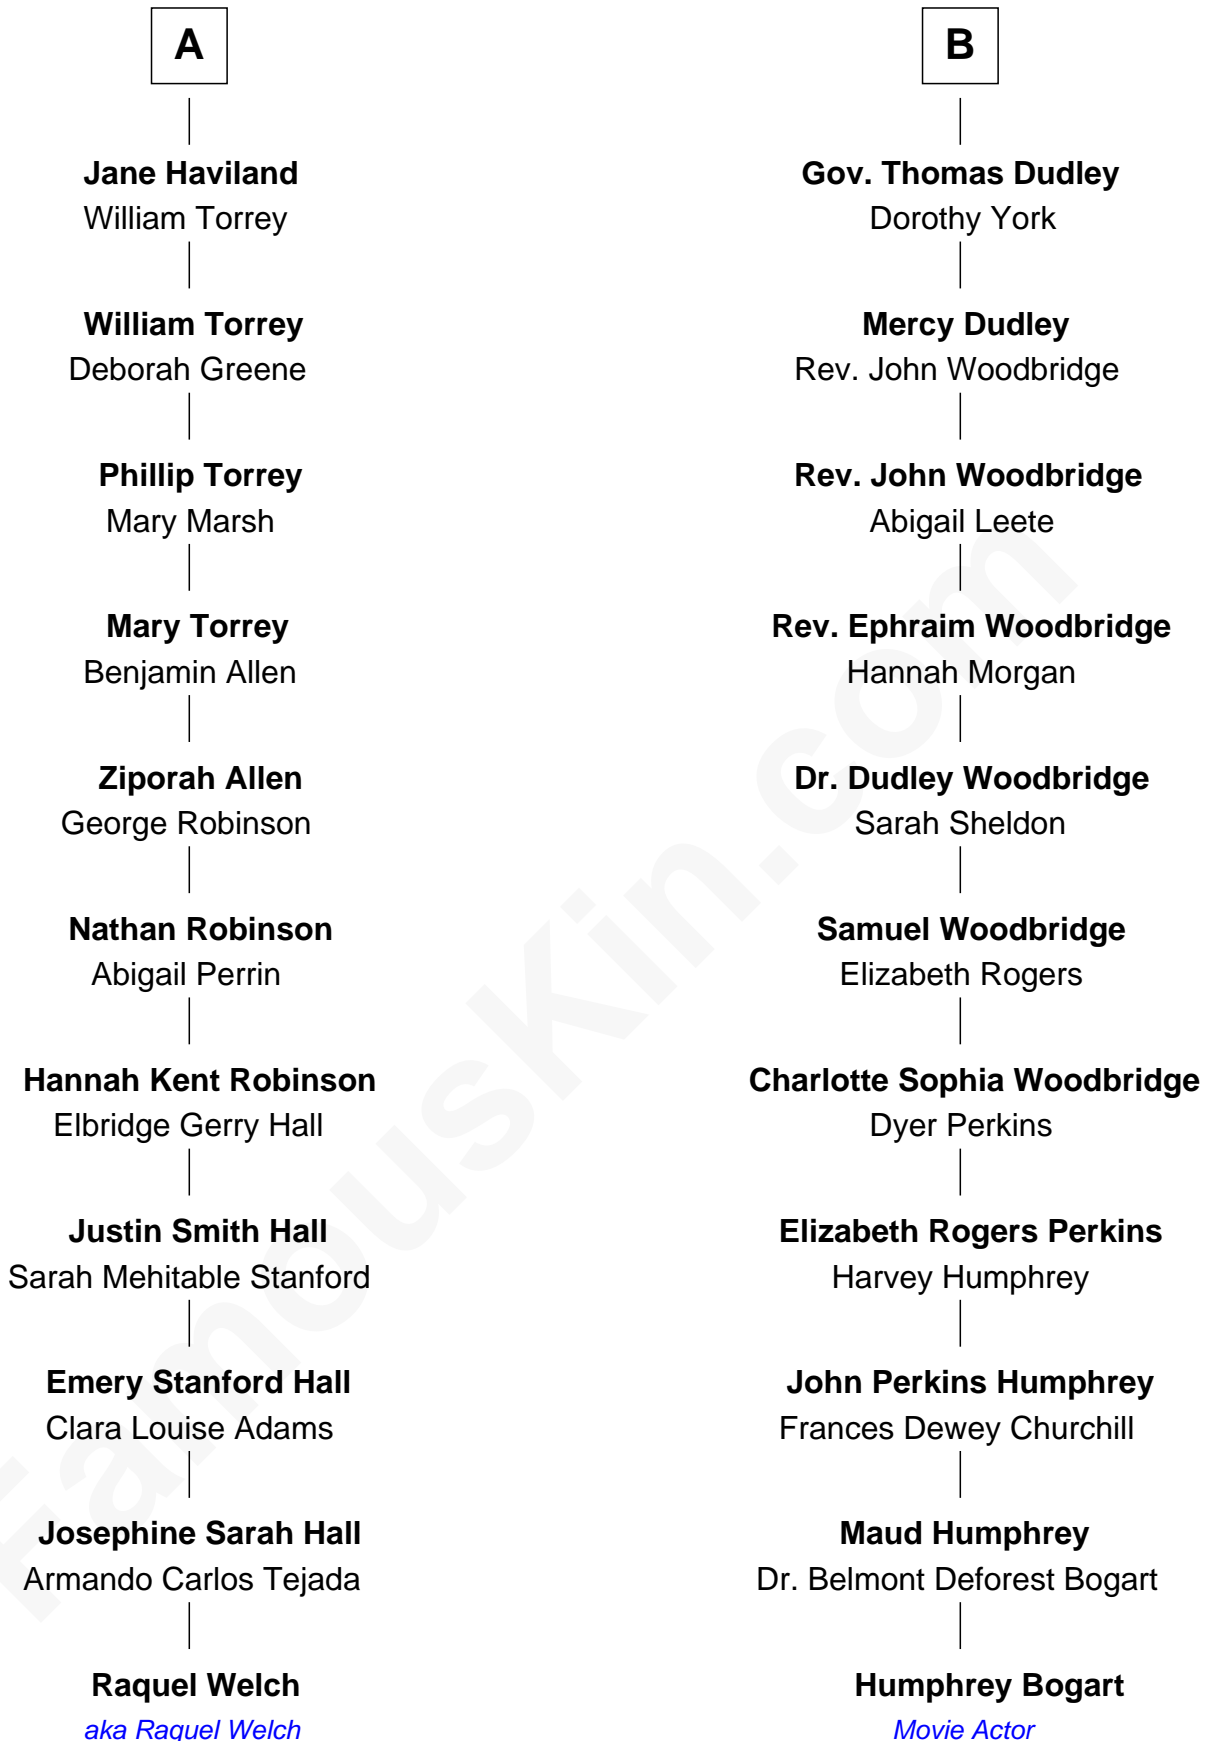 A
Jane Haviland
William Torrey
William Torrey
Deborah Greene
Phillip Torrey
Mary Marsh
Mary Torrey
Benjamin Allen
Ziporah Allen
George Robinson
Nathan Robinson
Abigail Perrin
Hannah Kent Robinson
Elbridge Gerry Hall
Justin Smith Hall
Sarah Mehitable Stanford
Emery Stanford Hall
Clara Louise Adams
Josephine Sarah Hall
Armando Carlos Tejada
Raquel Welch
aka Raquel Welch
B
Gov. Thomas Dudley
Dorothy York
Mercy Dudley
Rev. John Woodbridge
Rev. John Woodbridge
Abigail Leete
Rev. Ephraim Woodbridge
Hannah Morgan
Dr. Dudley Woodbridge
Sarah Sheldon
Samuel Woodbridge
Elizabeth Rogers
Charlotte Sophia Woodbridge
Dyer Perkins
Elizabeth Rogers Perkins
Harvey Humphrey
John Perkins Humphrey
Frances Dewey Churchill
Maud Humphrey
Dr. Belmont Deforest Bogart
Humphrey Bogart
Movie Actor
FamousKin.com